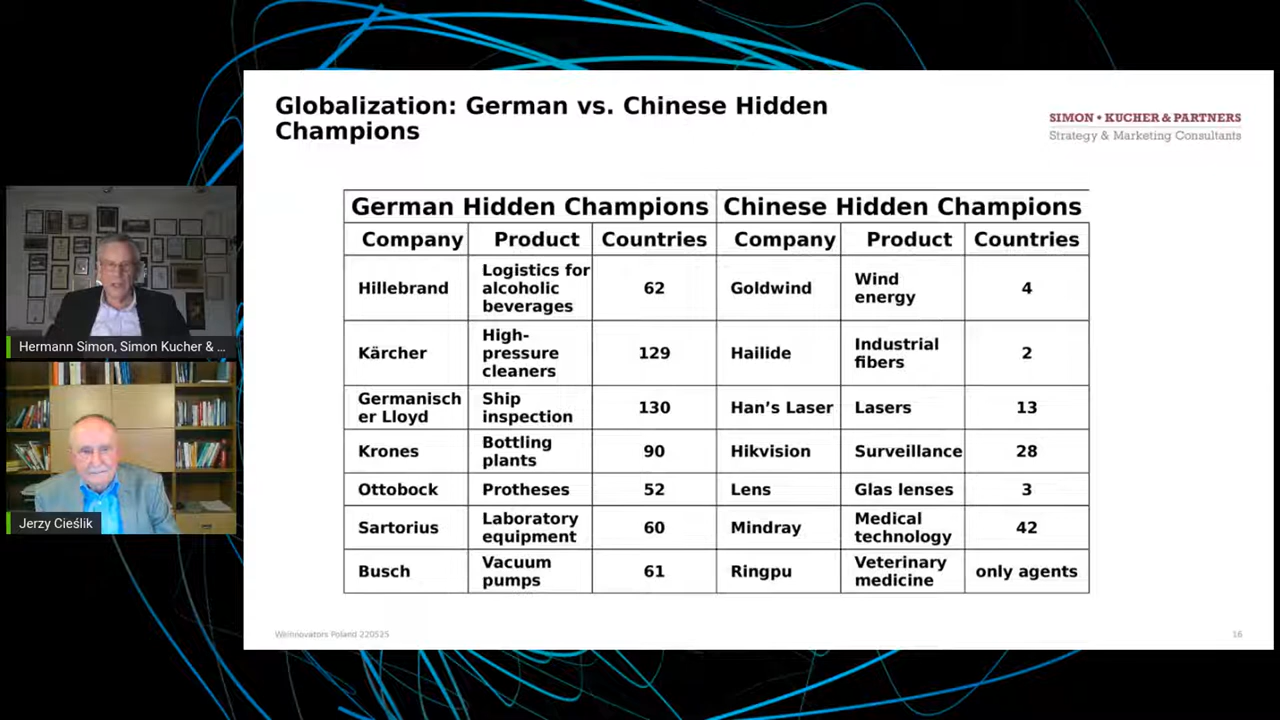 Globalization: German vs. Chinese Hidden
Champions
SIMON • KUCHER & PARTNERS
Strategy & Marketing Consultants
German Hidden Champions Chinese Hidden Champions
Company Product Countries Company Product Countries
Hillebrand
Logistics for
alcoholic
beverages
62
Goldwind
Wind
energy
4
Kärcher
High-
pressure
cleaners
129
Hailide
Industrial
fibers
2
Germanisch
er Lloyd
Ship
inspection
130
Han’s Laser
Lasers
13
Krones
Bottling
plants
90
Hikvision
Surveillance
28
Ottobock
Protheses
52
Lens
Glas lenses
3
Sartorius
Laboratory
equipment
60
Mindray
Medical
technology
42
Busch
Vacuum
pumps
61
Ringpu
Veterinary
medicine
only agents
Hermann Simon, Simon Kucher & ...
Jerzy Cieślik
Weinnovators Poland 220525
16